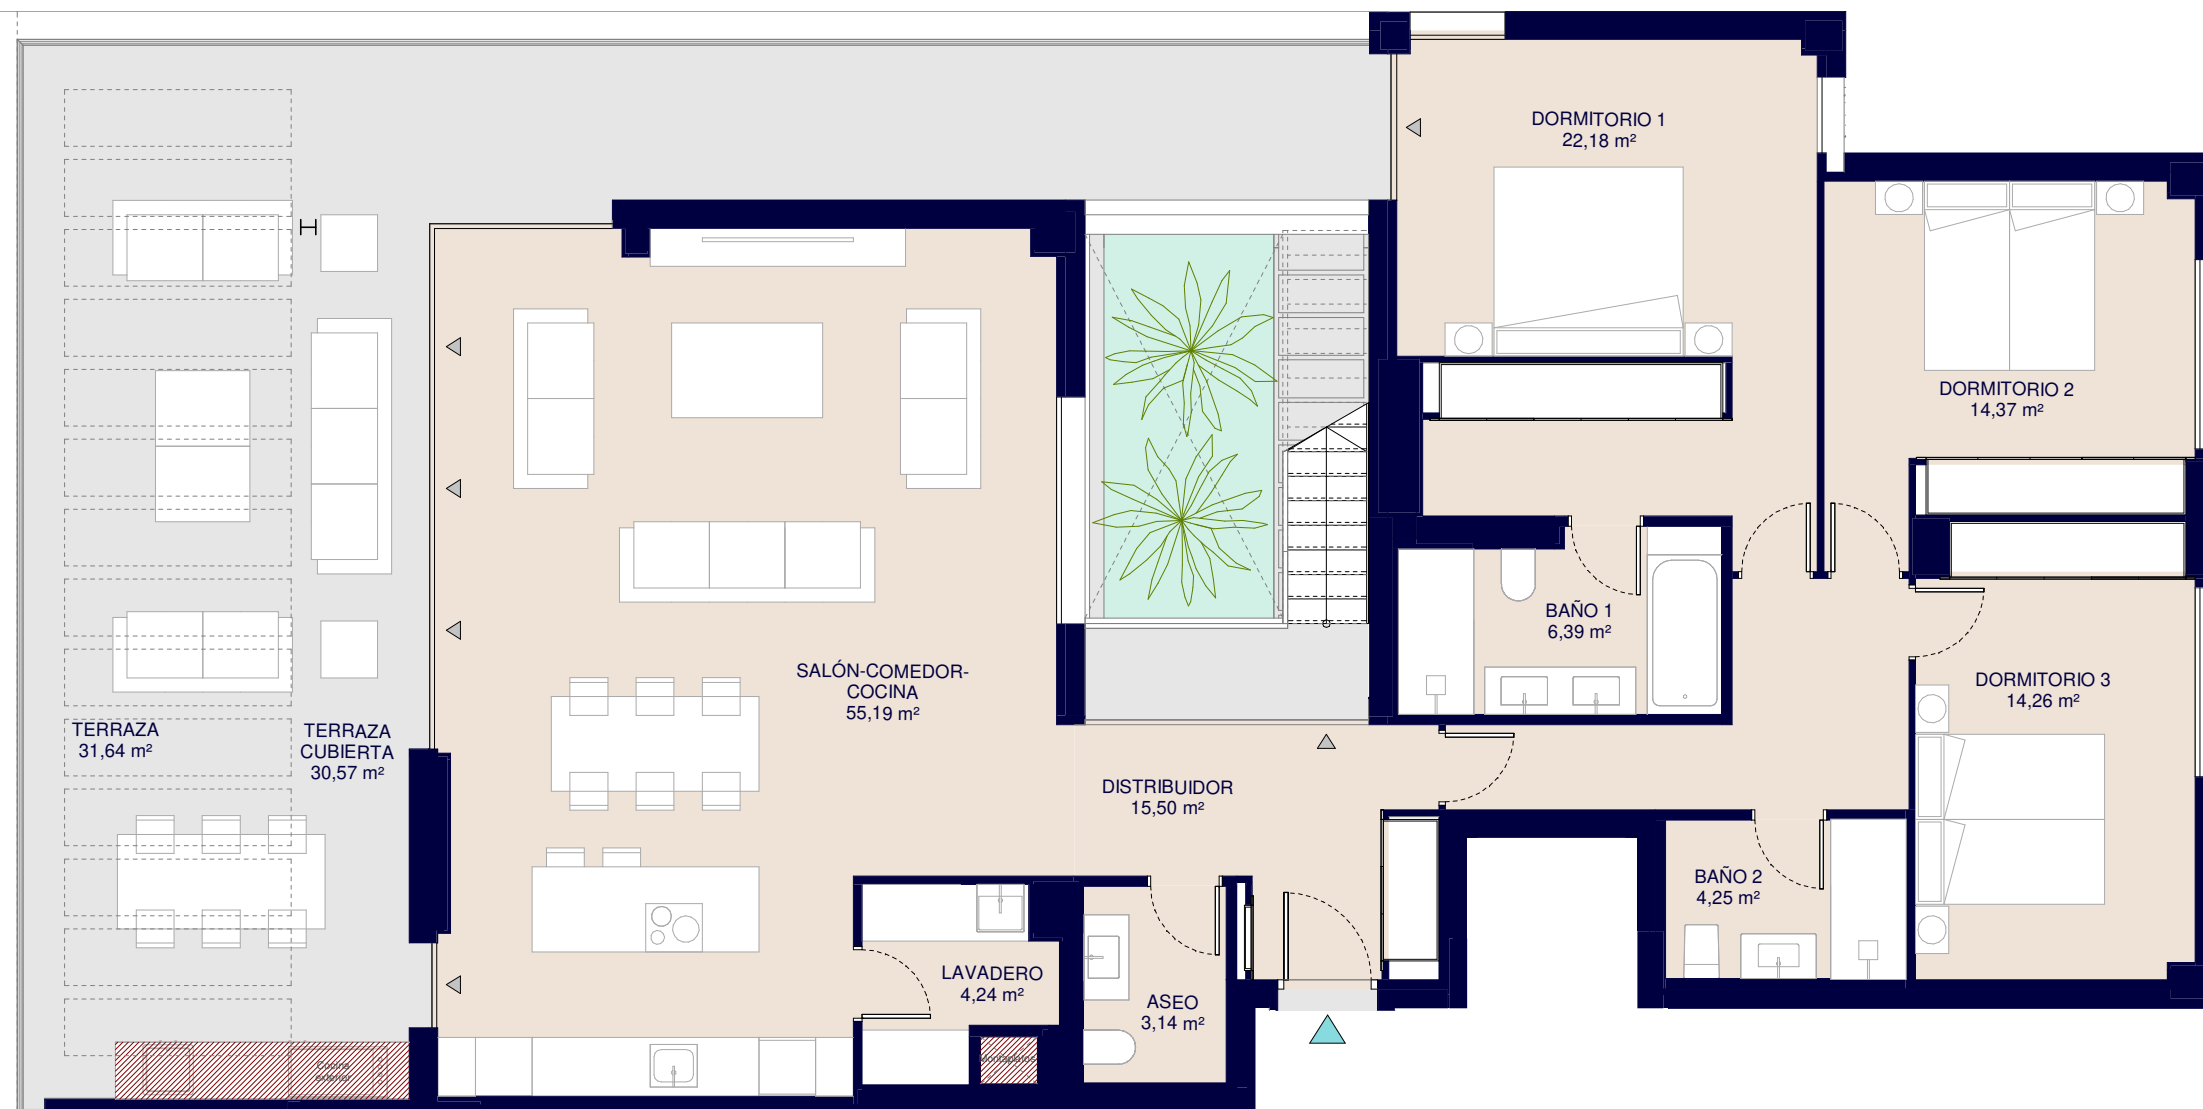 DORMITORIO 1
22,18 m²
DORMITORIO 2
14,37 m²
BAÑO 1
6,39 m²
SALÓN-COMEDOR-
COCINA
55,19 m²
DORMITORIO 3
14,26 m²
TERRAZA
31,64 m²
TERRAZA
CUBIERTA
30,57 m²
DISTRIBUIDOR
15,50 m²
BAÑO 2
4,25 m²
LAVADERO
4,24 m²
ASEO
3,14 m²
Cocina
exterior
Montaplatos